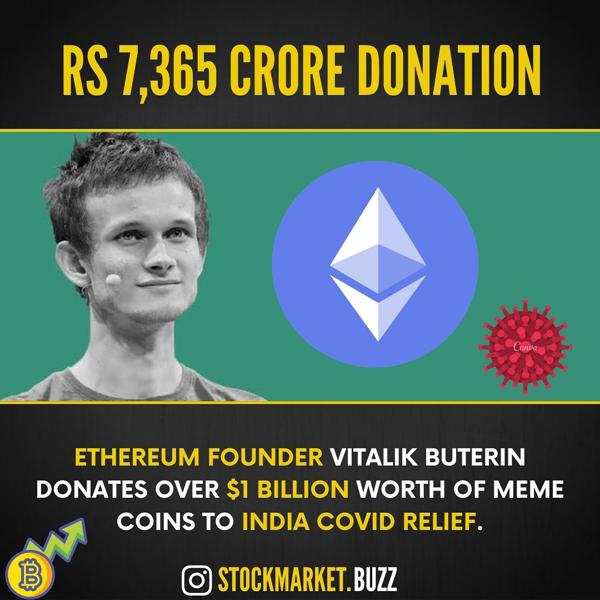 RS 7,365 CRORE DONATION
Canva
ETHEREUM FOUNDER VITALIK BUTERIN
DONATES OVER $1 BILLION WORTH OF MEME
COINS TO INDIA COVID RELIEF.
STOCKMARKET.BUZZ